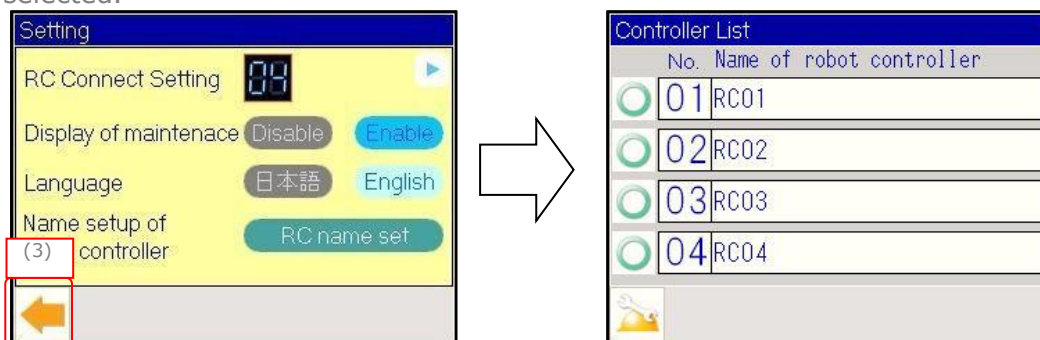 selected.
Setting
RC Connect Setting 04
Display of maintenace Disable Enable
Language 日本語 English
Name setup of
controller RC name set
(3)
Controller List
No. Name of robot controller
01 RC01
02 RC02
03 RC03
04 RC04